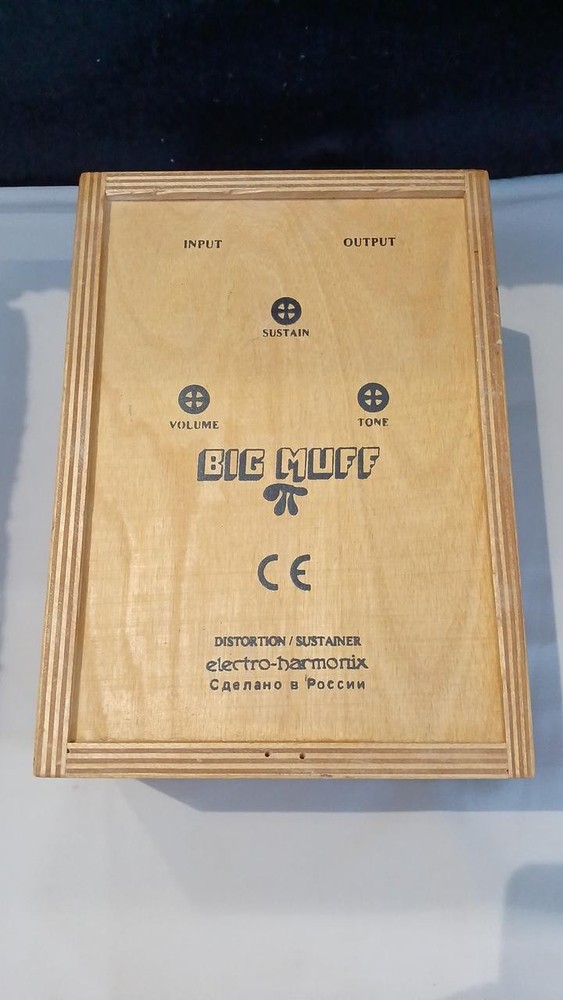 INPUT OUTPUT
SUSTAIN
VOLUME TONE
BIG MUFF
π
CE
DISTORTION / SUSTAINER
electro-harmonix
Сделано в России